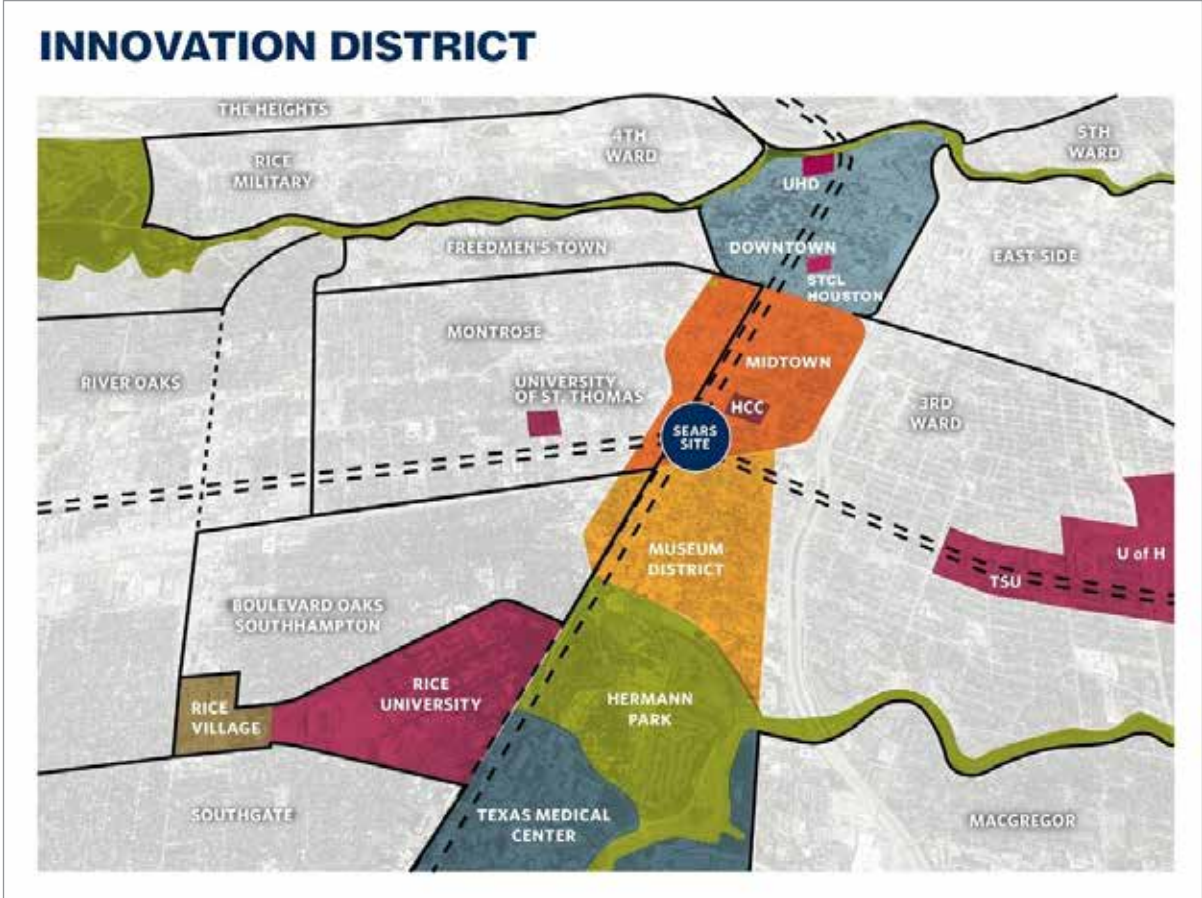 INNOVATION DISTRICT
THE HEIGHTS
4TH
WARD
5TH
WARD
RICE
MILITARY
UHD
FREEDMEN'S TOWN
DOWNTOWN
EAST SIDE
STCL
HOUSTON
MONTROSE
MIDTOWN
RIVER OAKS
UNIVERSITY
OF ST. THOMAS
HCC
3RD
WARD
SEARS
SITE
MUSEUM
DISTRICT
U of H
TSU
BOULEVARD OAKS
SOUTHHAMPTON
RICE
UNIVERSITY
HERMANN
PARK
RICE
VILLAGE
SOUTHGATE
TEXAS MEDICAL
CENTER
MACGREGOR